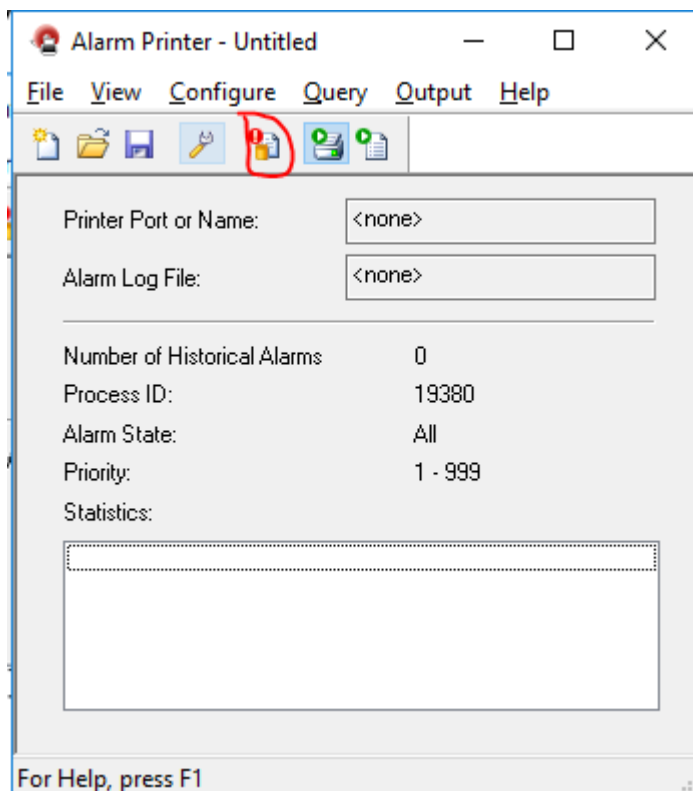 Alarm Printer - Untitled
File View Configure Query Output Help
Printer Port or Name: <none>
Alarm Log File: <none>
Number of Historical Alarms 0
Process ID: 19380
Alarm State: All
Priority: 1 - 999
Statistics:
For Help, press F1